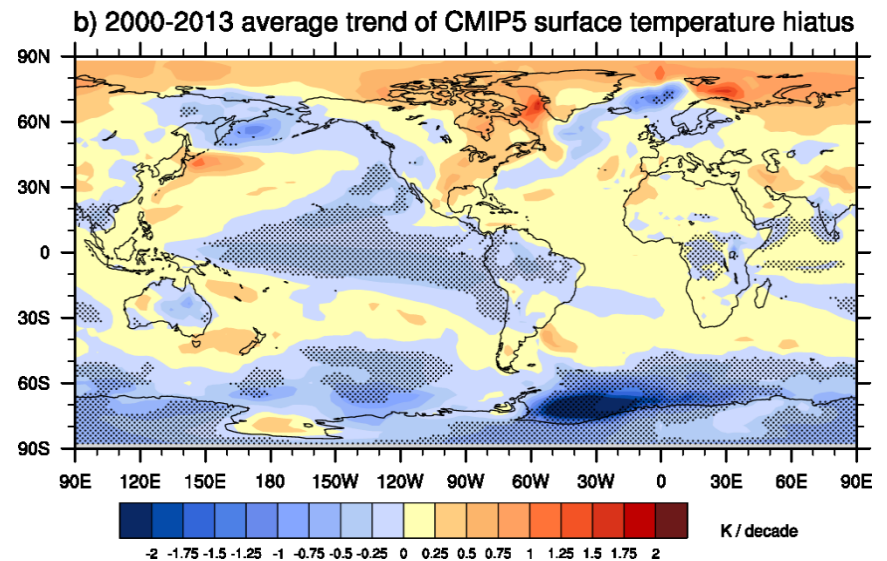 b) 2000-2013 average trend of CMIP5 surface temperature hiatus
90N
60N
30N
0
30S
60S
90S
90E 120E 150E 180W 150W 120W 90W 60W 30W 0 30E 60E 90E
-2 -1.75 -1.5 -1.25 -1 -0.75 -0.5 -0.25 0 0.25 0.5 0.75 1 1.25 1.5 1.75 2
K / decade